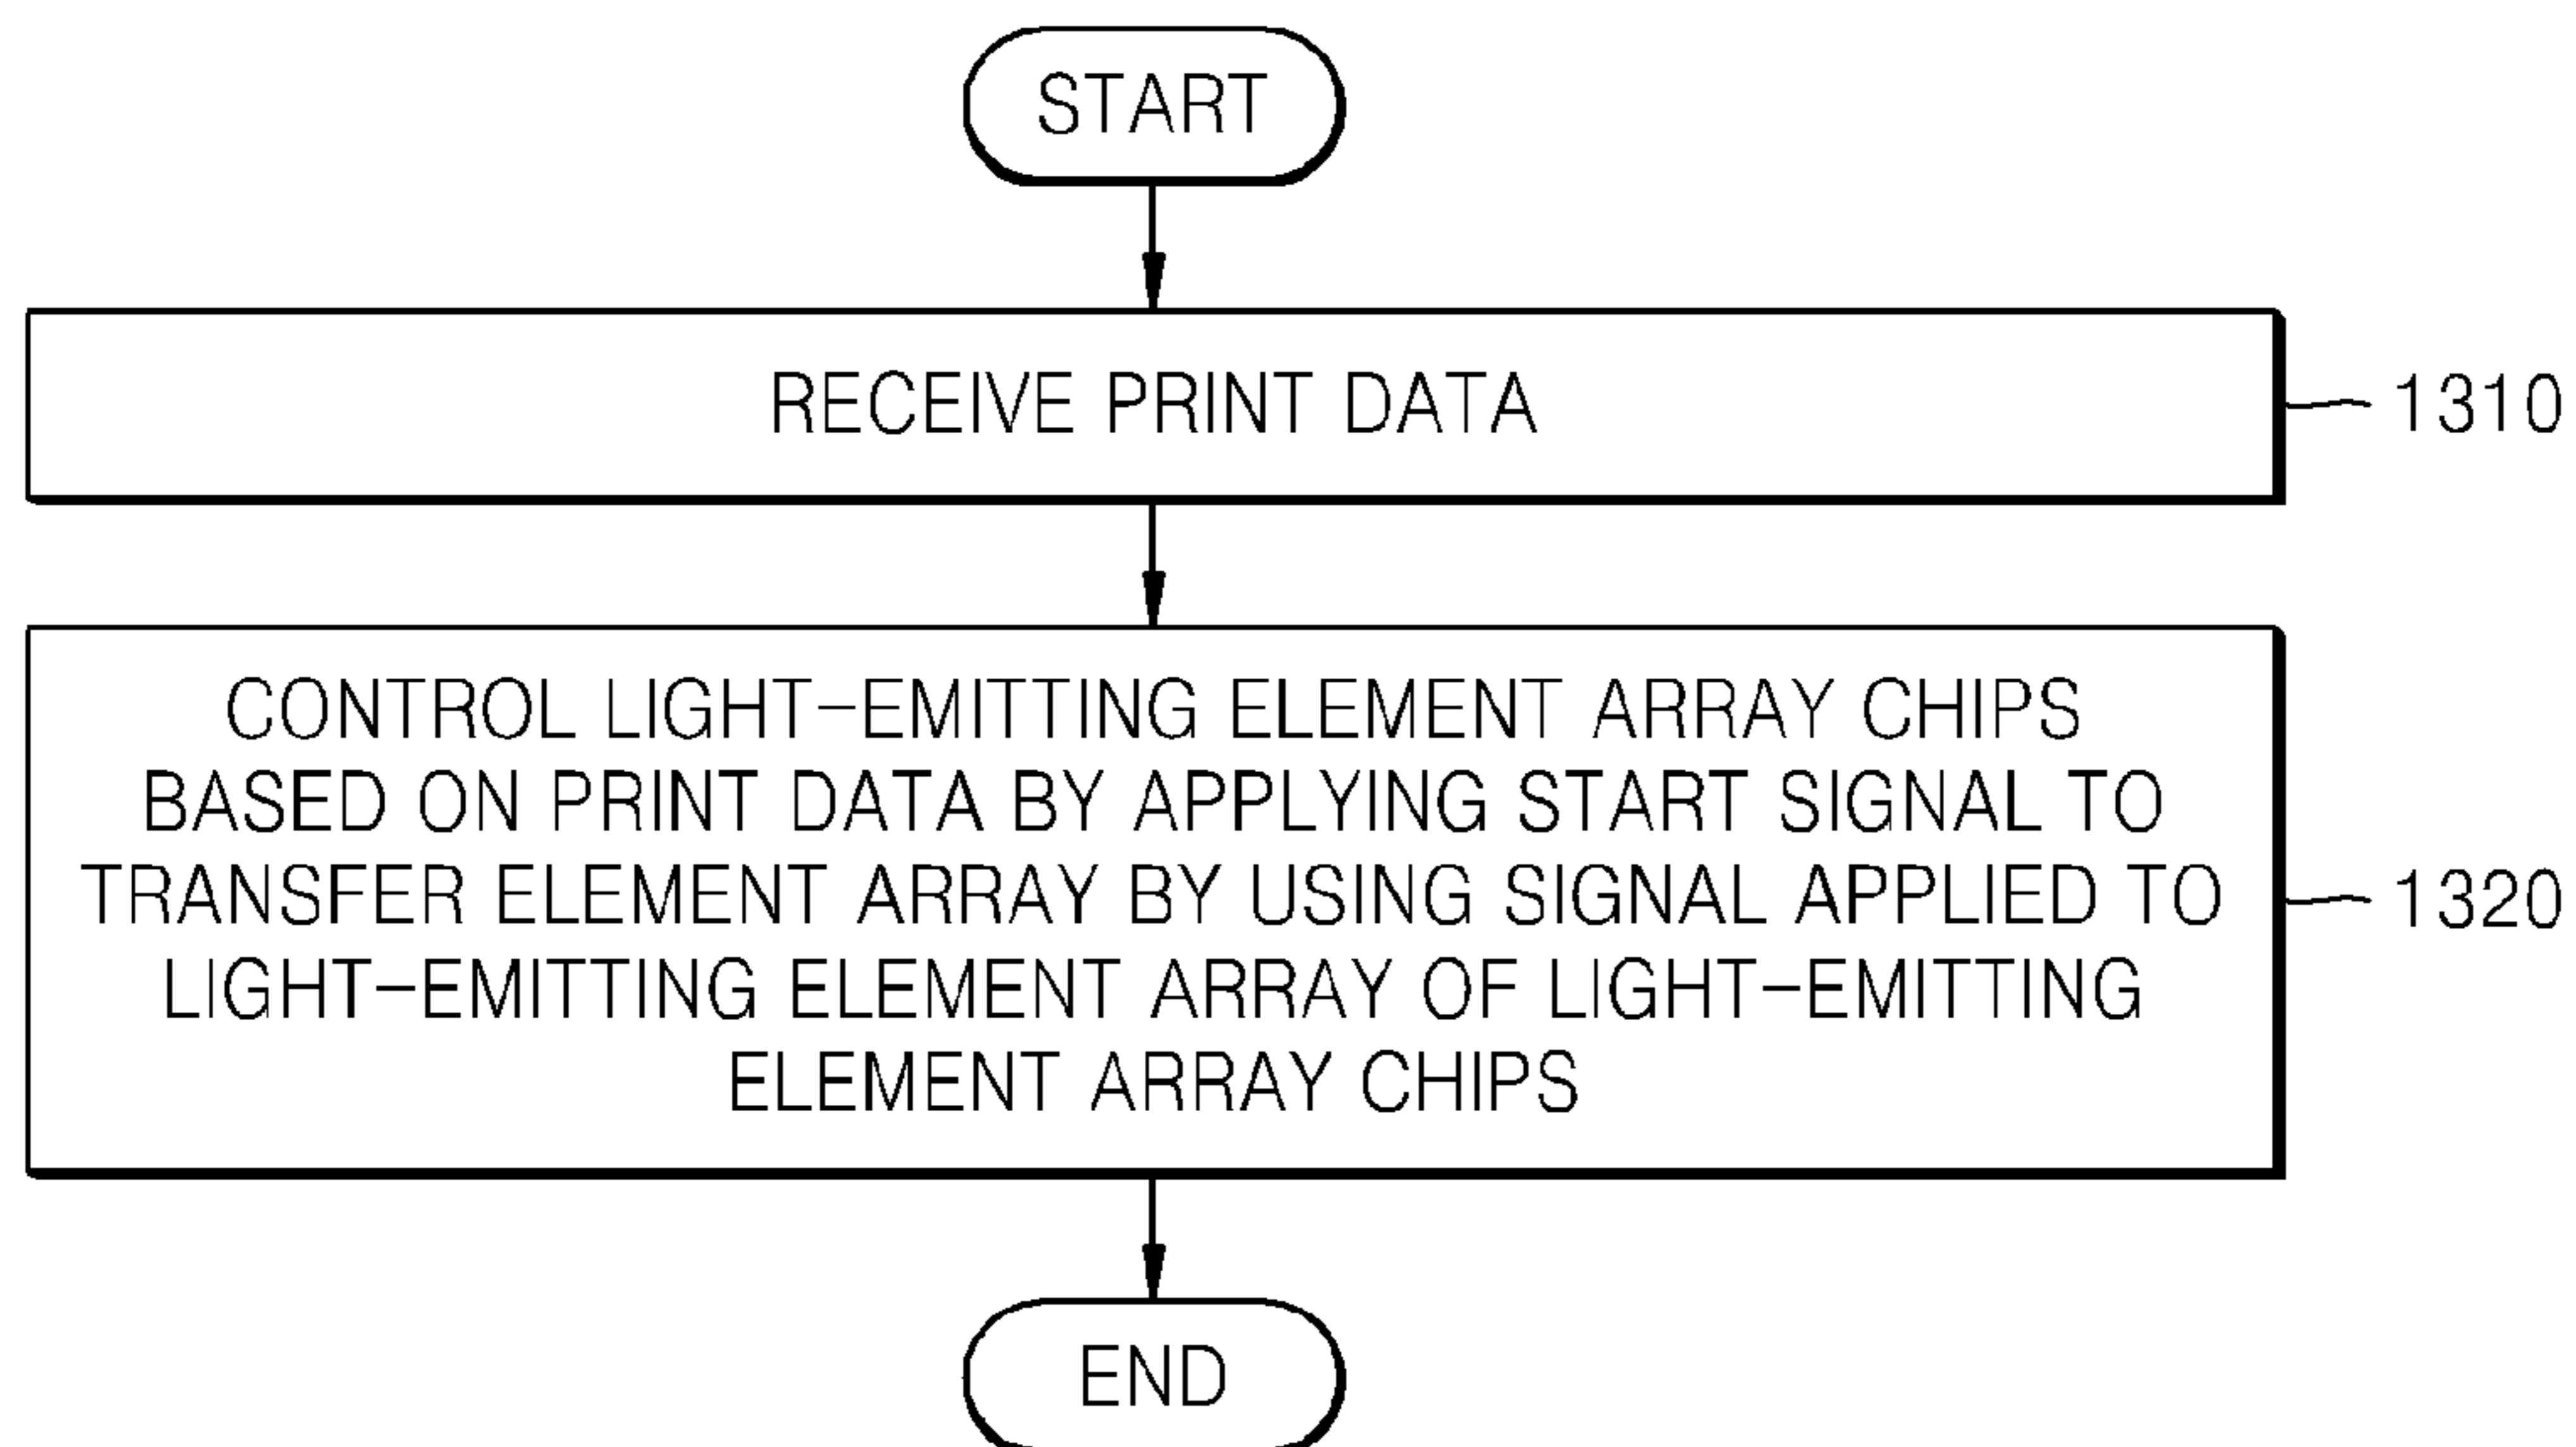 START
RECEIVE PRINT DATA
1310
CONTROL LIGHT-EMITTING ELEMENT ARRAY CHIPS
BASED ON PRINT DATA BY APPLYING START SIGNAL TO
TRANSFER ELEMENT ARRAY BY USING SIGNAL APPLIED TO
LIGHT-EMITTING ELEMENT ARRAY OF LIGHT-EMITTING
ELEMENT ARRAY CHIPS
1320
END